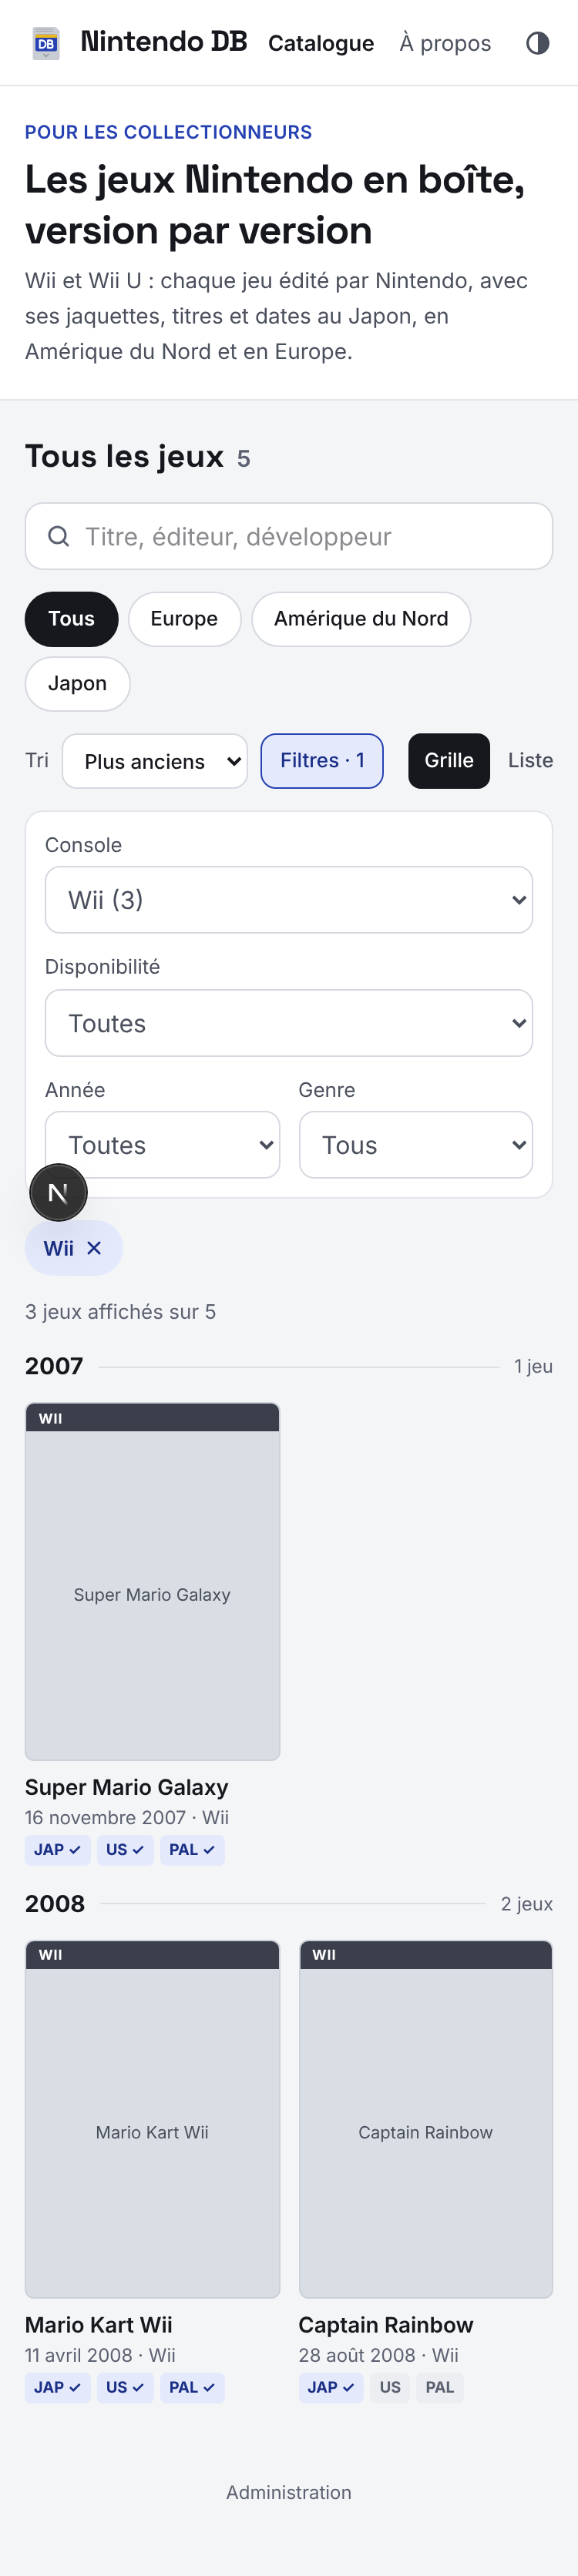 DB
Nintendo DB
Catalogue
À propos
POUR LES COLLECTIONNEURS
Les jeux Nintendo en boîte,
version par version
Wii et Wii U : chaque jeu édité par Nintendo, avec
ses jaquettes, titres et dates au Japon, en
Amérique du Nord et en Europe.
Tous les jeux 5
Titre, éditeur, développeur
Tous
Europe
Amérique du Nord
Japon
Tri
Plus anciens
Filtres · 1
Grille
Liste
Console
Wii (3)
Disponibilité
Toutes
Année
Genre
Toutes
Tous
N
Wii ✕
3 jeux affichés sur 5
2007
1 jeu
WII
Super Mario Galaxy
Super Mario Galaxy
16 novembre 2007 · Wii
JAP ✓ US ✓ PAL ✓
2008
2 jeux
WII
Mario Kart Wii
Mario Kart Wii
11 avril 2008 · Wii
JAP ✓ US ✓ PAL ✓
WII
Captain Rainbow
Captain Rainbow
28 août 2008 · Wii
JAP ✓ US PAL
Administration